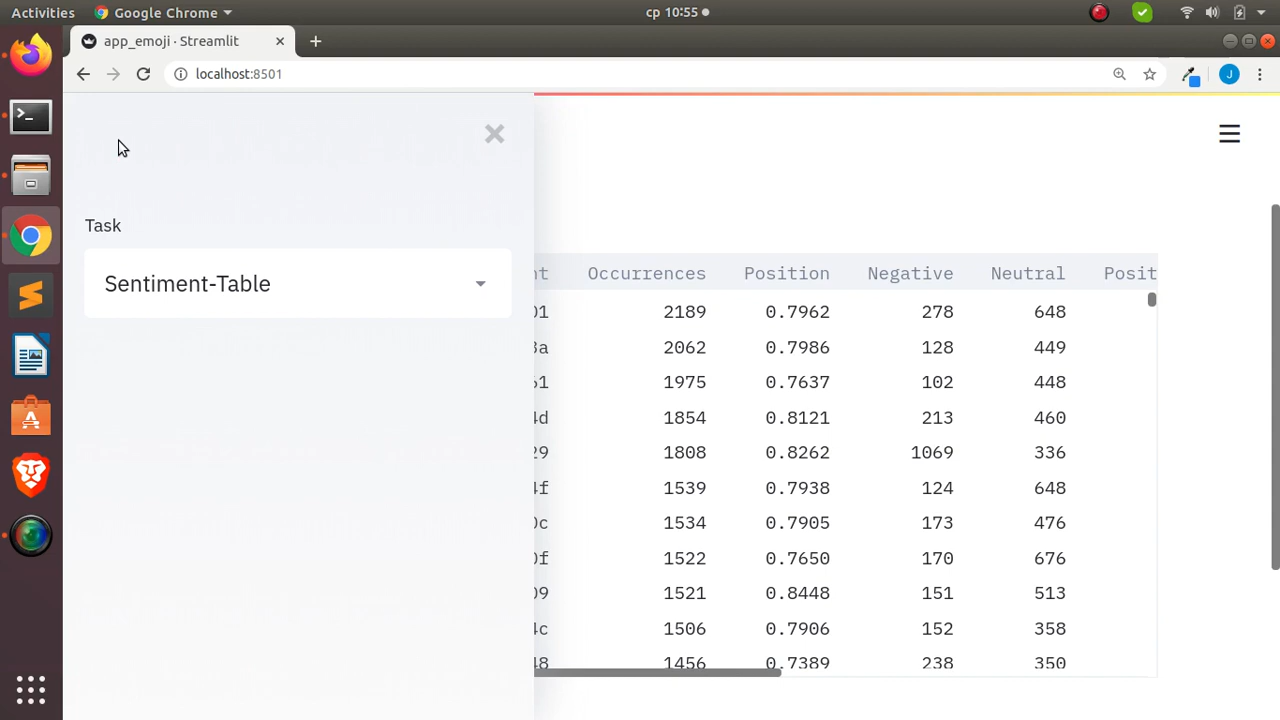 Activities Google Chrome ср 10:55
app_emoji · Streamlit
localhost:8501
J
Task
Sentiment-Table
nt Occurrences Position Negative Neutral Posit
01 2189 0.7962 278 648
3a 2062 0.7986 128 449
61 1975 0.7637 102 448
4d 1854 0.8121 213 460
29 1808 0.8262 1069 336
4f 1539 0.7938 124 648
0c 1534 0.7905 173 476
0f 1522 0.7650 170 676
09 1521 0.8448 151 513
4c 1506 0.7906 152 358
48 1456 0.7389 238 350